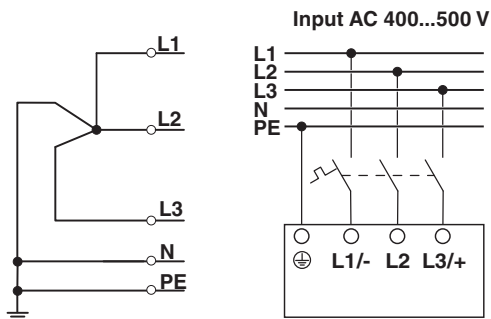 Input AC 400...500 V
L1
L2
L3
N
PE
L1
L2
L3
N
PE
L1/- L2 L3/+